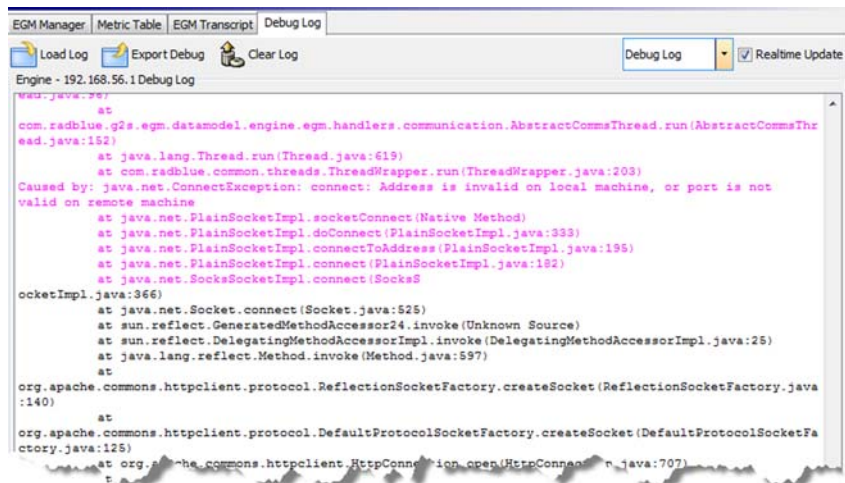 EGM Manager Metric Table EGM Transcript Debug Log
Load Log Export Debug Clear Log Debug Log Realtime Update
Engine - 192.168.56.1 Debug Log
ead.java:96)
at
com.radblue.g2s.egm.datamodel.engine.egm.handlers.communication.AbstractCommsThread.run(AbstractCommsThr
ead.java:152)
at java.lang.Thread.run(Thread.java:619)
at com.radblue.common.threads.ThreadWrapper.run(ThreadWrapper.java:203)
Caused by: java.net.ConnectException: connect: Address is invalid on local machine, or port is not
valid on remote machine
at java.net.PlainSocketImpl.socketConnect(Native Method)
at java.net.PlainSocketImpl.doConnect(PlainSocketImpl.java:333)
at java.net.PlainSocketImpl.connectToAddress(PlainSocketImpl.java:195)
at java.net.PlainSocketImpl.connect(PlainSocketImpl.java:182)
at java.net.SocksSocketImpl.connect(SocksS
ocketImpl.java:366)
at java.net.Socket.connect(Socket.java:525)
at sun.reflect.GeneratedMethodAccessor24.invoke(Unknown Source)
at sun.reflect.DelegatingMethodAccessorImpl.invoke(DelegatingMethodAccessorImpl.java:25)
at java.lang.reflect.Method.invoke(Method.java:597)
at
org.apache.commons.httpclient.protocol.ReflectionSocketFactory.createSocket(ReflectionSocketFactory.java
:140)
at
org.apache.commons.httpclient.protocol.DefaultProtocolSocketFactory.createSocket(DefaultProtocolSocketFa
ctory.java:125)
at